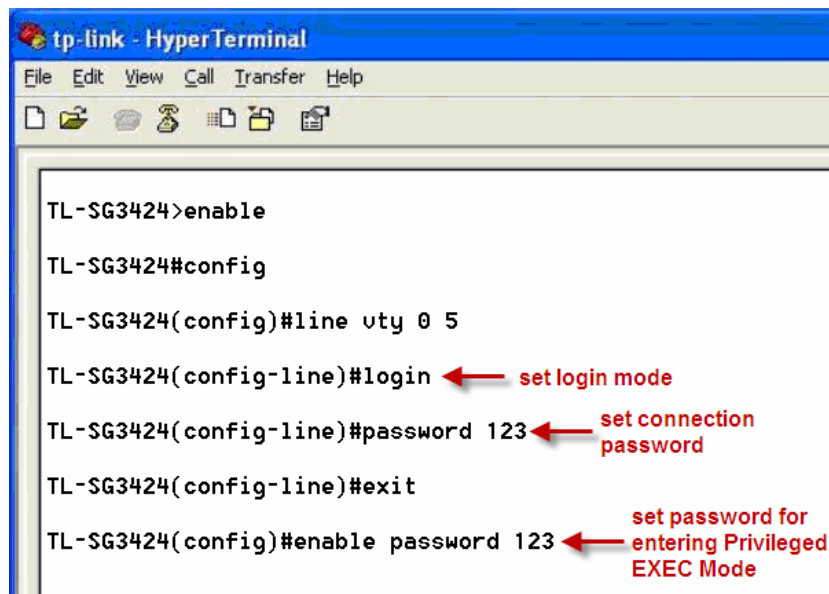 tp-link - HyperTerminal
File Edit View Call Transfer Help
TL-SG3424>enable
TL-SG3424#config
TL-SG3424(config)#line vty 0 5
TL-SG3424(config-line)#login
set login mode
TL-SG3424(config-line)#password 123
set connection
password
TL-SG3424(config-line)#exit
TL-SG3424(config)#enable password 123
set password for
entering Privileged
EXEC Mode